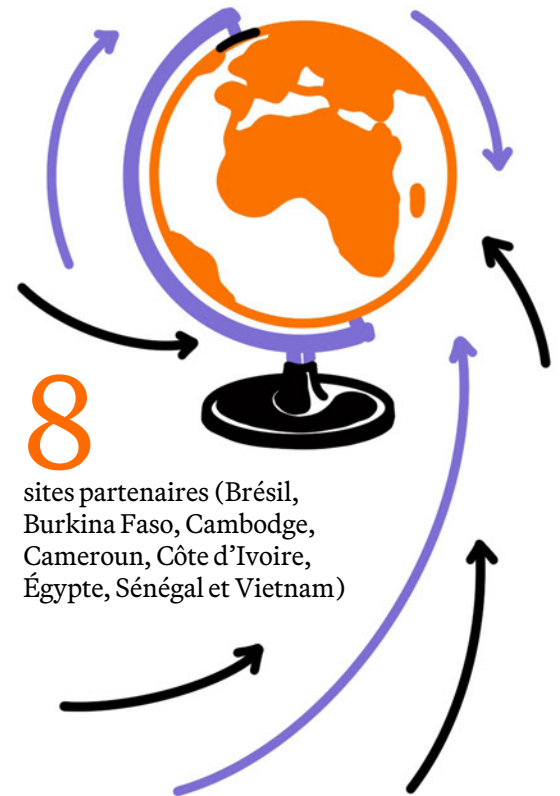 8
sites partenaires (Brésil,
Burkina Faso, Cambodge,
Cameroun, Côte d’Ivoire,
Égypte, Sénégal et Vietnam)